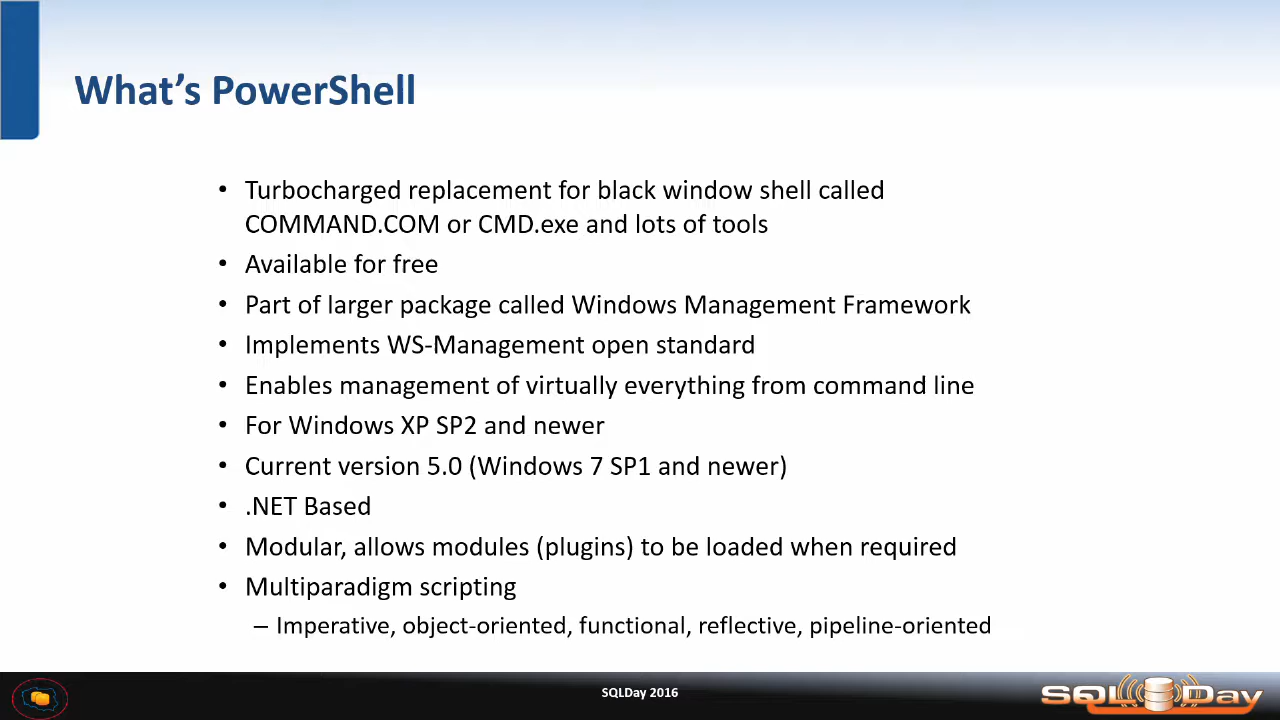 What’s PowerShell
• Turbocharged replacement for black window shell called
COMMAND.COM or CMD.exe and lots of tools
• Available for free
• Part of larger package called Windows Management Framework
• Implements WS-Management open standard
• Enables management of virtually everything from command line
• For Windows XP SP2 and newer
• Current version 5.0 (Windows 7 SP1 and newer)
• .NET Based
• Modular, allows modules (plugins) to be loaded when required
• Multiparadigm scripting
– Imperative, object-oriented, functional, reflective, pipeline-oriented
SQLDay 2016
SQL Day